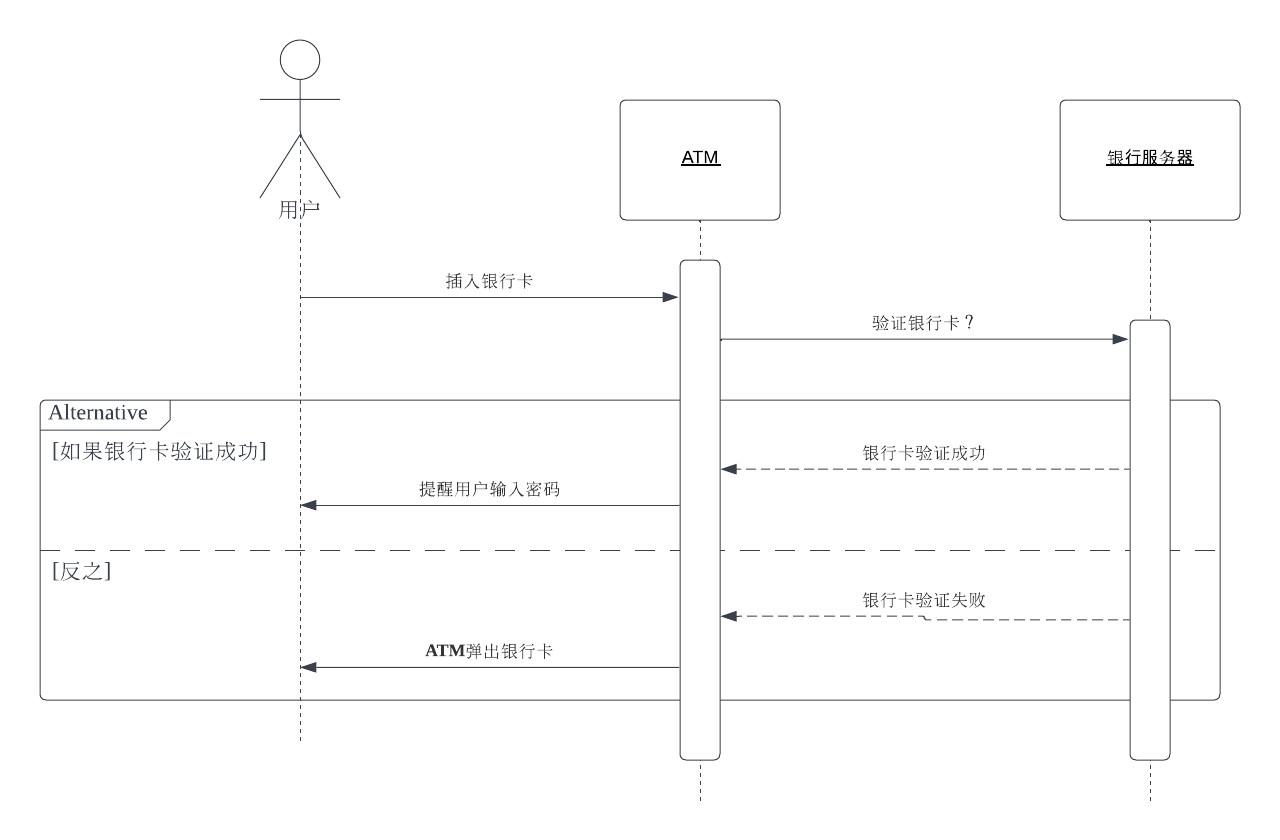 用户
ATM
银行服务器
插入银行卡
验证银行卡？
Alternative
[如果银行卡验证成功]
银行卡验证成功
提醒用户输入密码
[反之]
银行卡验证失败
ATM弹出银行卡